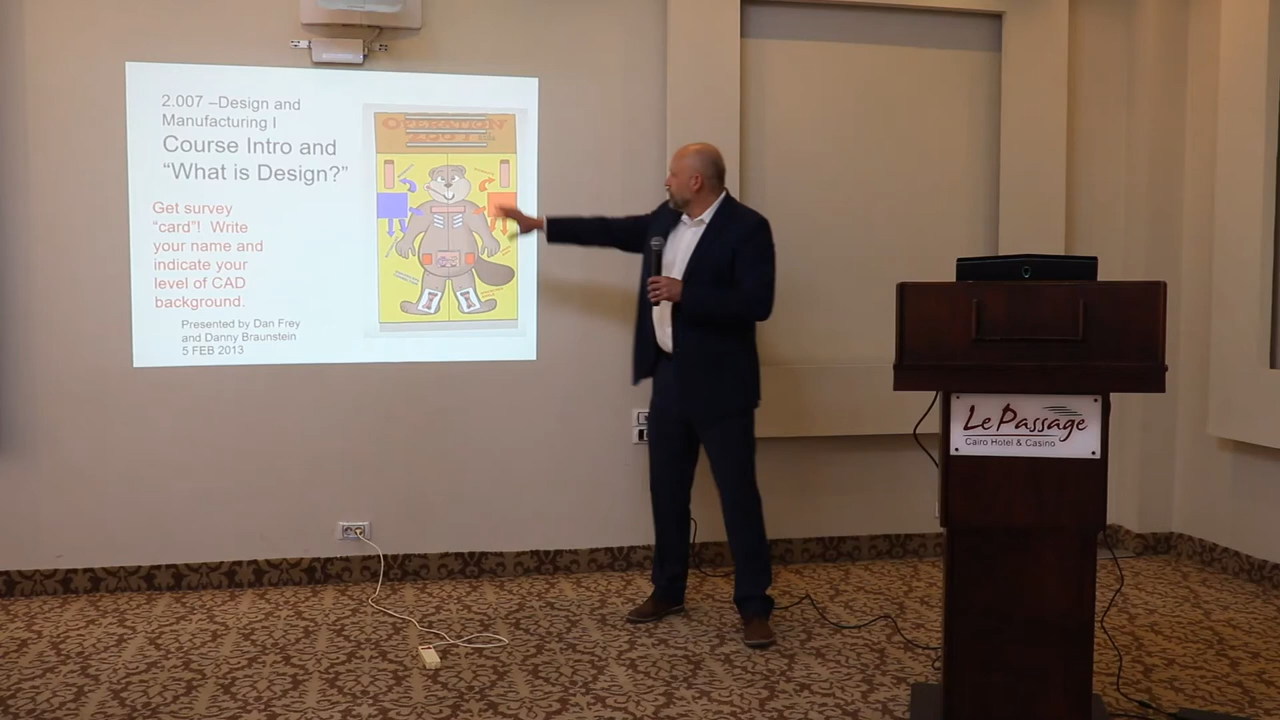 2.007 –Design and
Manufacturing I
Course Intro and
“What is Design?”
Get survey
“card”! Write
your name and
indicate your
level of CAD
background.
Presented by Dan Frey
and Danny Braunstein
5 FEB 2013
OPERATION
2007
Le Passage
Cairo Hotel & Casino